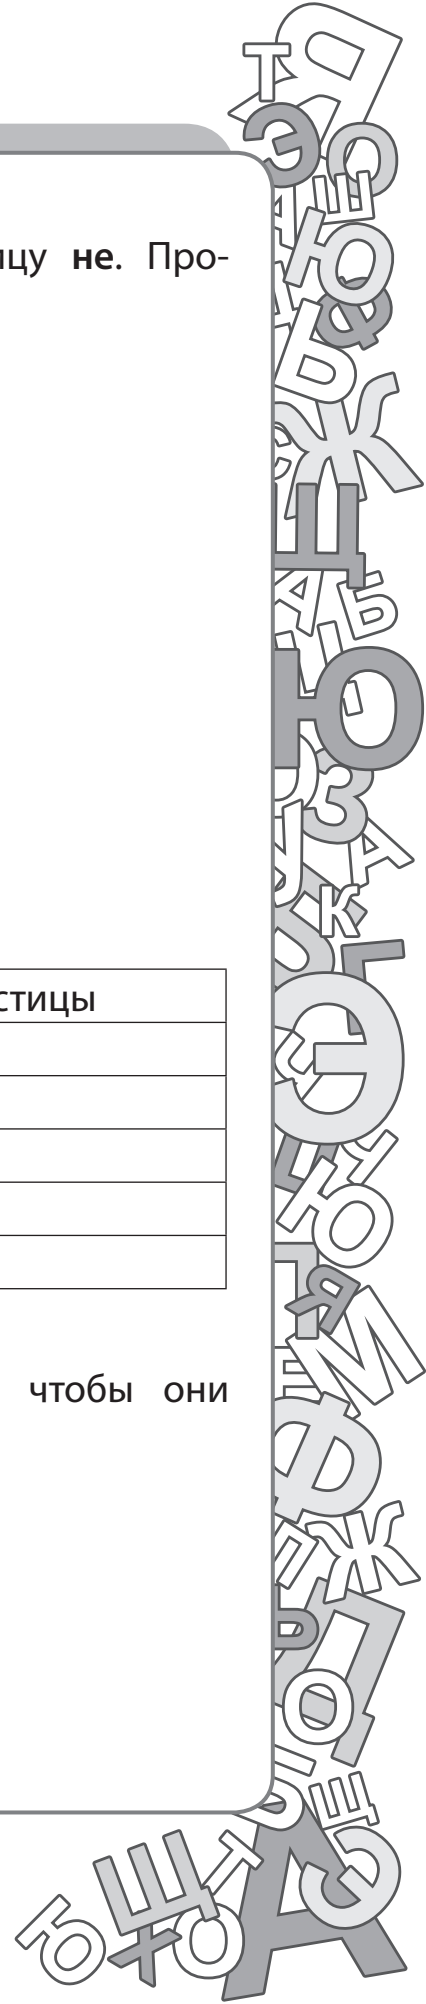 ицу не. Про-
стицы
чтобы они